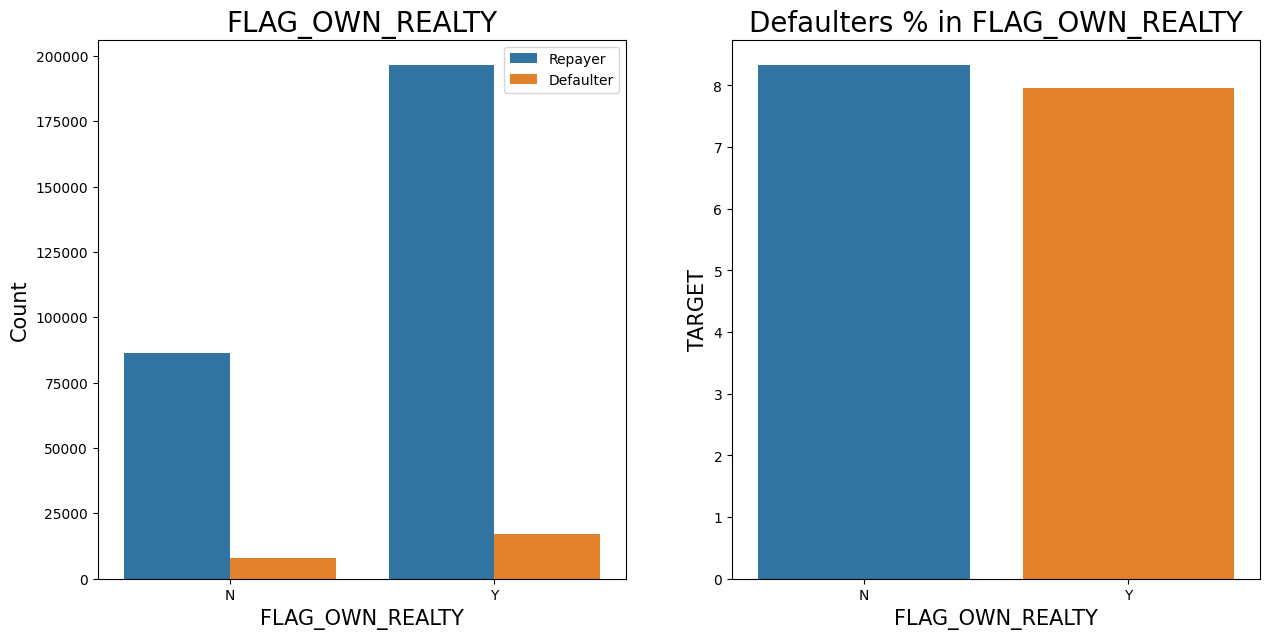 FLAG_OWN_REALTY
200000
175000
150000
125000
100000
75000
50000
25000
0
Count
Repayer
Defaulter
N Y
FLAG_OWN_REALTY
Defaulters % in FLAG_OWN_REALTY
8
7
6
5
4
3
2
1
0
TARGET
N Y
FLAG_OWN_REALTY